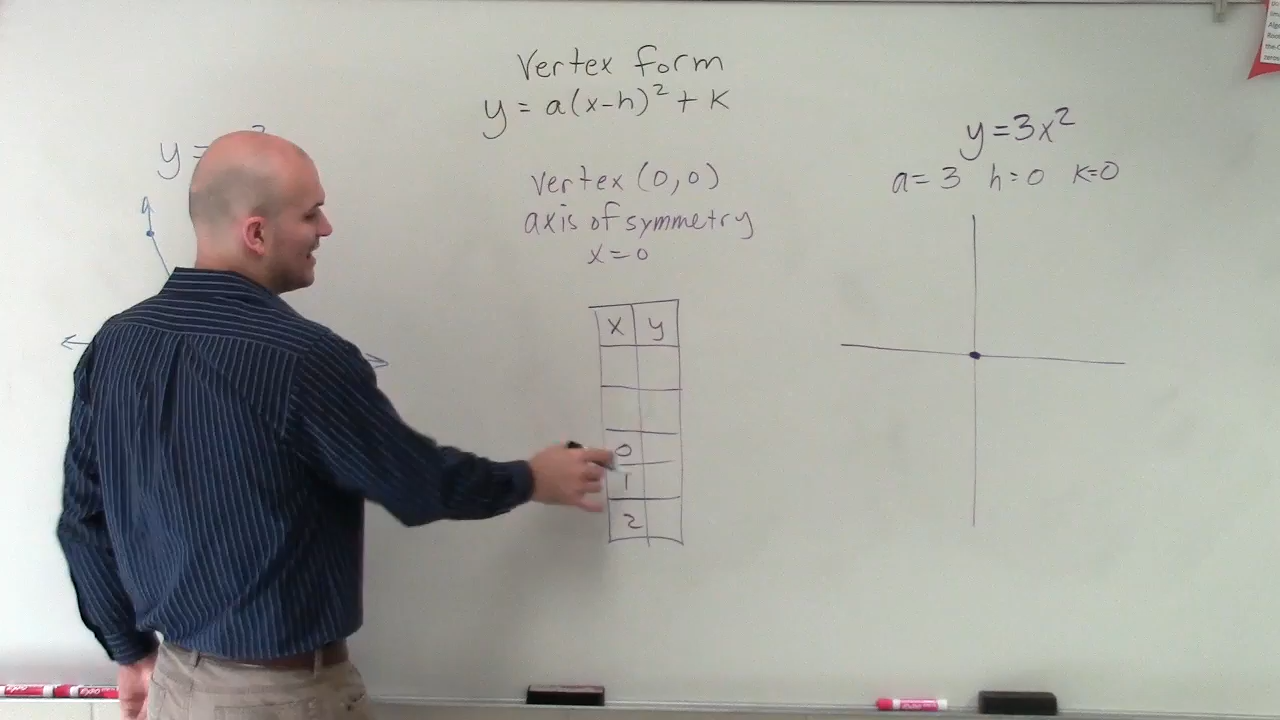 Vertex form
y = a(x-h)² + k
y =
vertex (0,0)
axis of symmetry
x = 0
y = 3x²
a = 3 h = 0 k = 0
x y
0
1
2